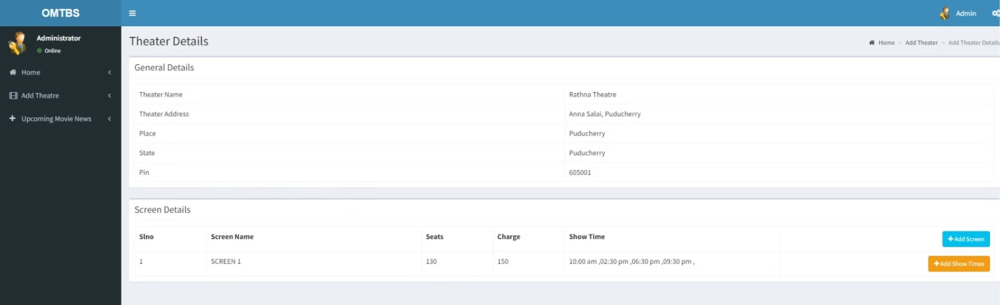 OMTBS
Admin
Administrator
Online
Home
Add Theatre
Upcoming Movie News
Theater Details
Home > Add Theater > Add Theater Details
General Details
Theater Name Rathna Theatre
Theater Address Anna Salai, Puducherry
Place Puducherry
State Puducherry
Pin 605001
Screen Details
Slno Screen Name Seats Charge Show Time + Add Screen
1 SCREEN 1 130 150 10:00 am ,02:30 pm ,06:30 pm ,09:30 pm , + Add Show Times